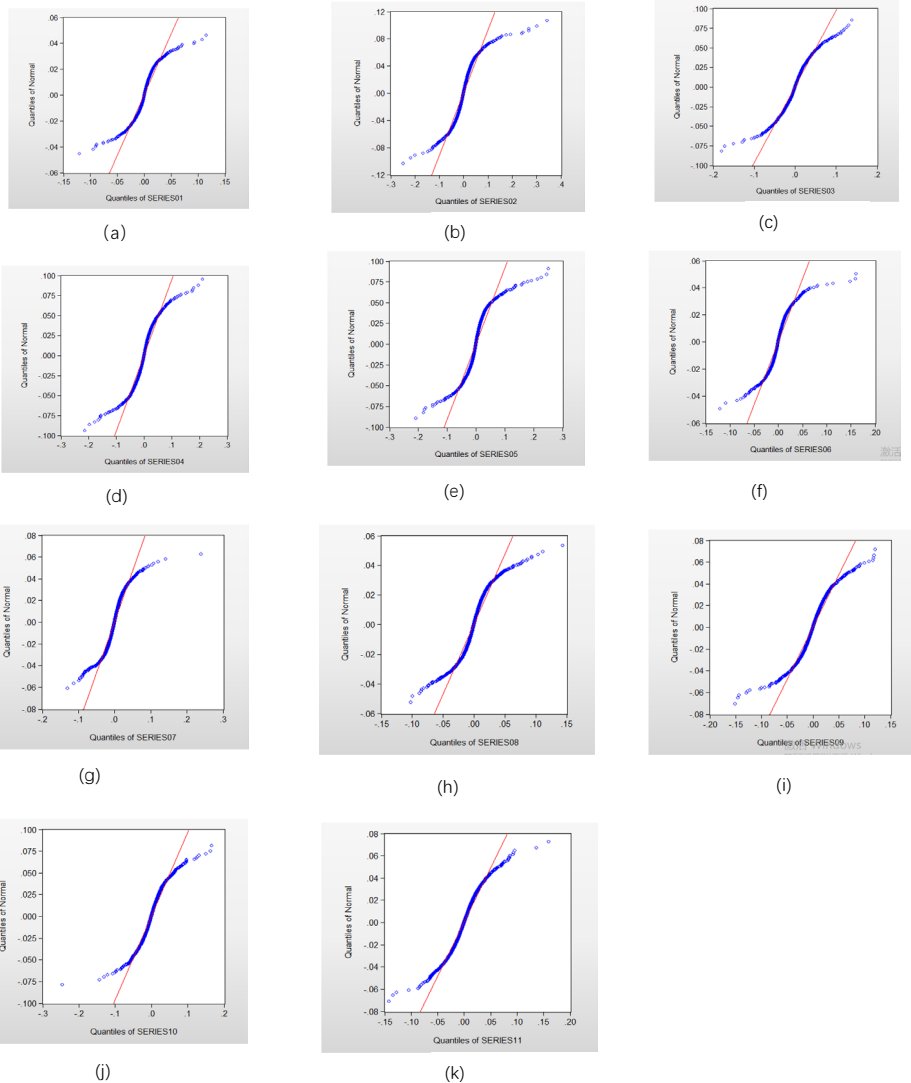 Quantiles of Normal
.06
.04
.02
.00
-.02
-.04
-.06
-.15 -.10 -.05 .00 .05 .10 .15
Quantiles of SERIES01
(a)
Quantiles of Normal
.12
.08
.04
.00
-.04
-.08
-.12
-.3 -.2 -.1 .0 .1 .2 .3 .4
Quantiles of SERIES02
(b)
Quantiles of Normal
.100
.075
.050
.025
.000
-.025
-.050
-.075
-.100
-.2 -.1 .0 .1 .2
Quantiles of SERIES03
(c)
Quantiles of Normal
.100
.075
.050
.025
.000
-.025
-.050
-.075
-.100
-.3 -.2 -.1 .0 .1 .2 .3
Quantiles of SERIES04
(d)
Quantiles of Normal
.100
.075
.050
.025
.000
-.025
-.050
-.075
-.100
-.3 -.2 -.1 .0 .1 .2 .3
Quantiles of SERIES05
(e)
Quantiles of Normal
.06
.04
.02
.00
-.02
-.04
-.06
-.15 -.10 -.05 .00 .05 .10 .15 .20
Quantiles of SERIES06
激活
(f)
Quantiles of Normal
.08
.06
.04
.02
.00
-.02
-.04
-.06
-.08
-.2 -.1 .0 .1 .2 .3
Quantiles of SERIES07
(g)
Quantiles of Normal
.06
.04
.02
.00
-.02
-.04
-.06
-.15 -.10 -.05 .00 .05 .10 .15
Quantiles of SERIES08
(h)
Quantiles of Normal
.08
.06
.04
.02
.00
-.02
-.04
-.06
-.08
-.20 -.15 -.10 -.05 .00 .05 .10 .15
Quantiles of SERIES09
激活 Windows
(i)
Quantiles of Normal
.100
.075
.050
.025
.000
-.025
-.050
-.075
-.100
-.3 -.2 -.1 .0 .1 .2
Quantiles of SERIES10
(j)
Quantiles of Normal
.08
.06
.04
.02
.00
-.02
-.04
-.06
-.08
-.15 -.10 -.05 .00 .05 .10 .15 .20
Quantiles of SERIES11
(k)